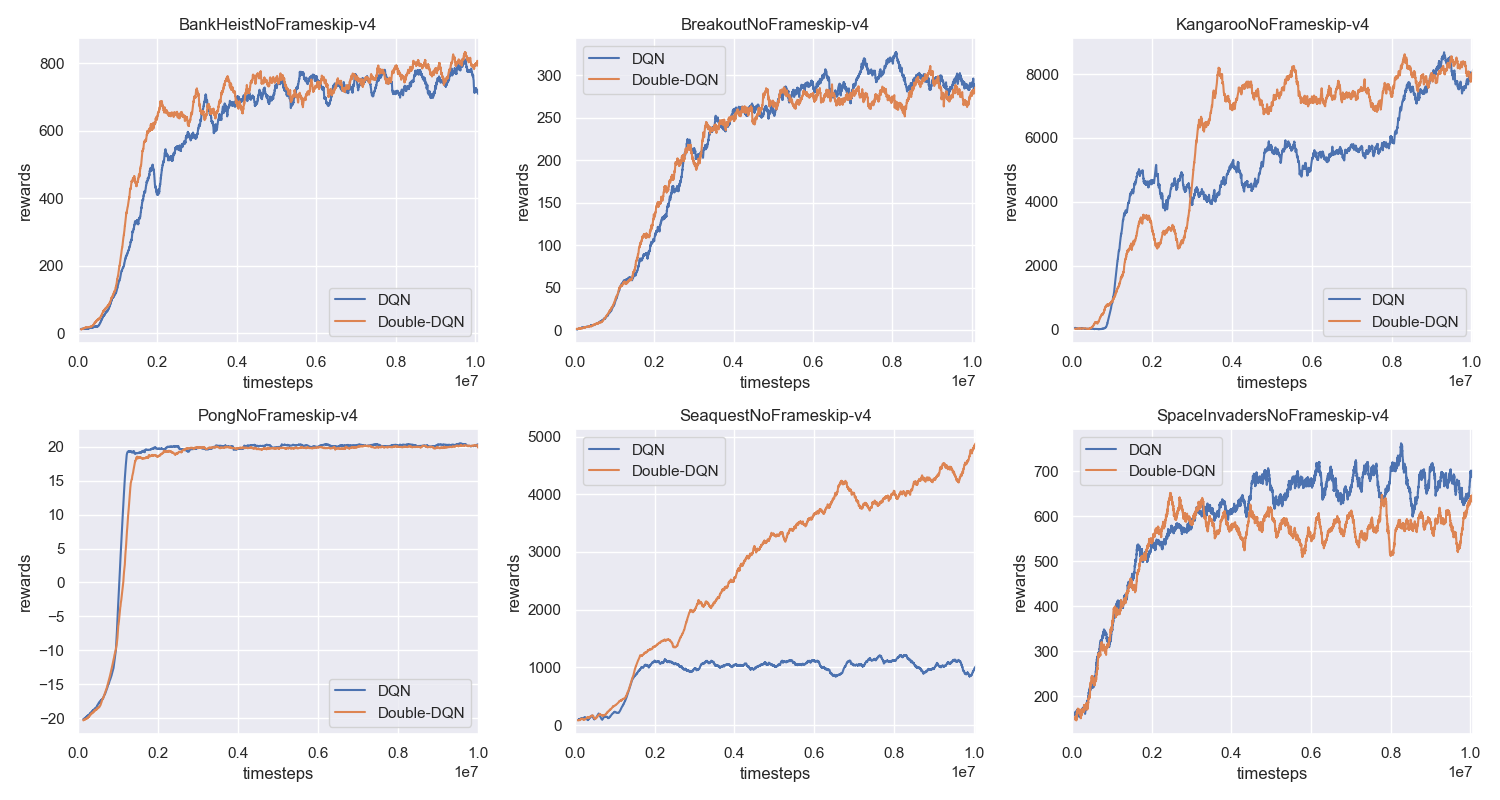 BankHeistNoFrameskip-v4
800
600
400
200
0
rewards
DQN
Double-DQN
0.0 0.2 0.4 0.6 0.8 1.0
timesteps
1e7
BreakoutNoFrameskip-v4
DQN
Double-DQN
300
250
200
150
100
50
0
rewards
0.0 0.2 0.4 0.6 0.8 1.0
timesteps
1e7
KangarooNoFrameskip-v4
8000
6000
4000
2000
0
rewards
DQN
Double-DQN
0.0 0.2 0.4 0.6 0.8 1.0
timesteps
1e7
PongNoFrameskip-v4
20
15
10
5
0
−5
−10
−15
−20
rewards
DQN
Double-DQN
0.0 0.2 0.4 0.6 0.8 1.0
timesteps
1e7
SeaquestNoFrameskip-v4
DQN
Double-DQN
5000
4000
3000
2000
1000
0
rewards
0.0 0.2 0.4 0.6 0.8 1.0
timesteps
1e7
SpaceInvadersNoFrameskip-v4
DQN
Double-DQN
700
600
500
400
300
200
rewards
0.0 0.2 0.4 0.6 0.8 1.0
timesteps
1e7